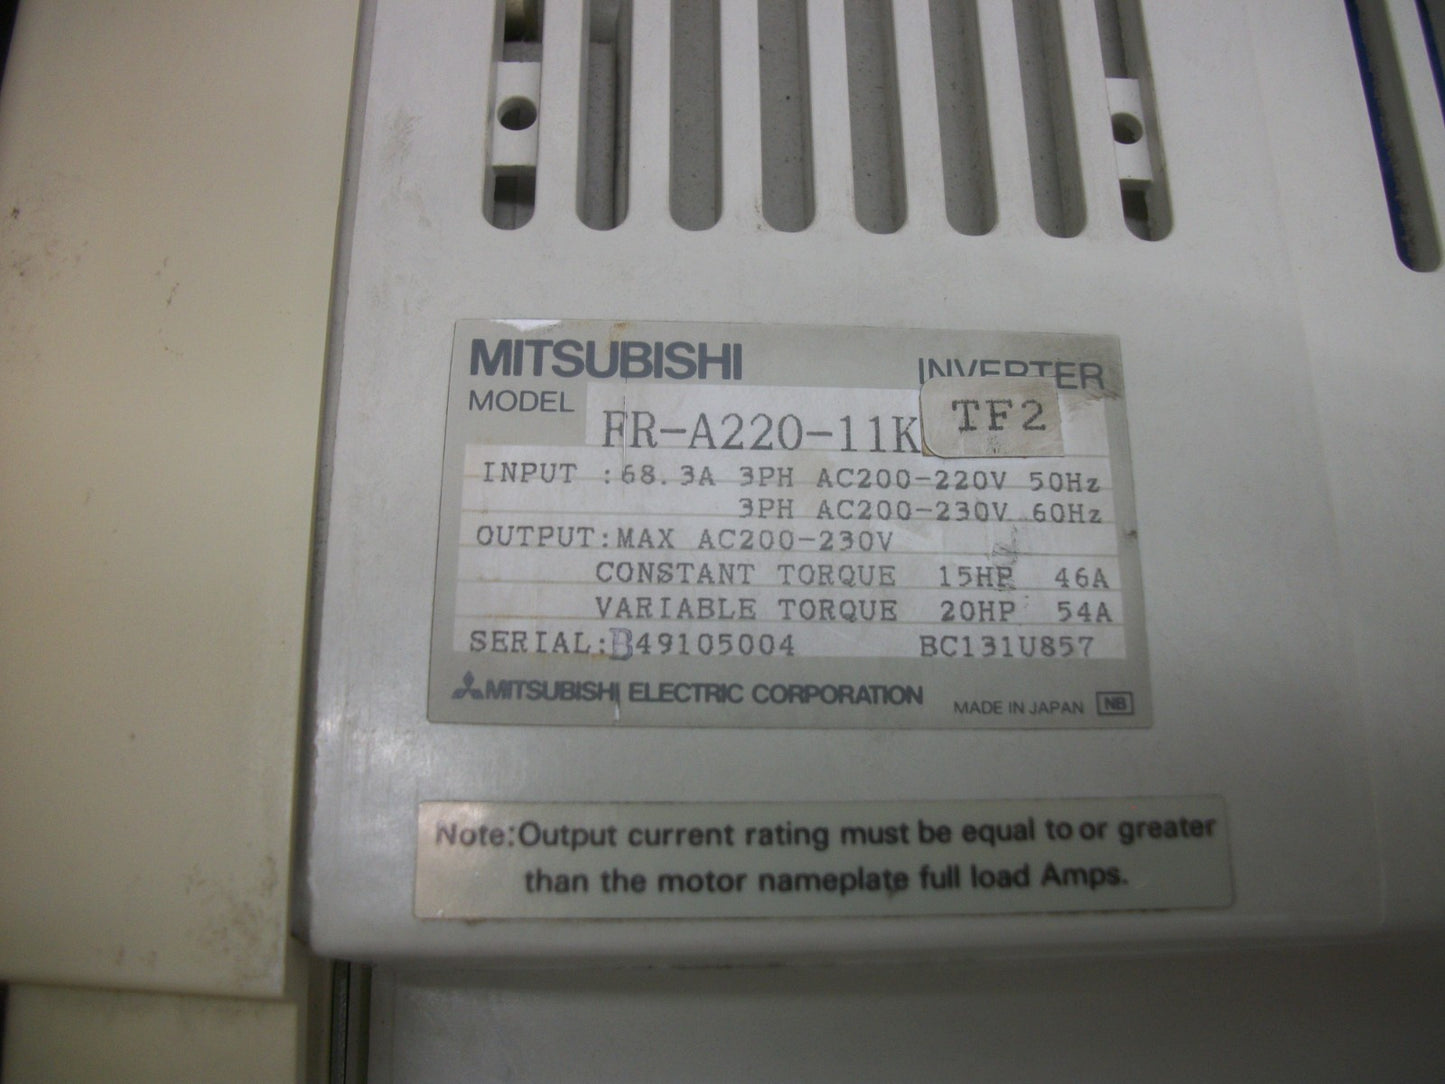 MITSUBISHI INVERTER
MODEL FR-A220-11K TF2
INPUT :68.3A 3PH AC200-220V 50Hz
3PH AC200-230V 60Hz
OUTPUT:MAX AC200-230V
CONSTANT TORQUE 15HP 46A
VARIABLE TORQUE 20HP 54A
SERIAL:B49105004 BC131U857
MITSUBISHI ELECTRIC CORPORATION MADE IN JAPAN NB
Note:Output current rating must be equal to or greater
than the motor nameplate full load Amps.